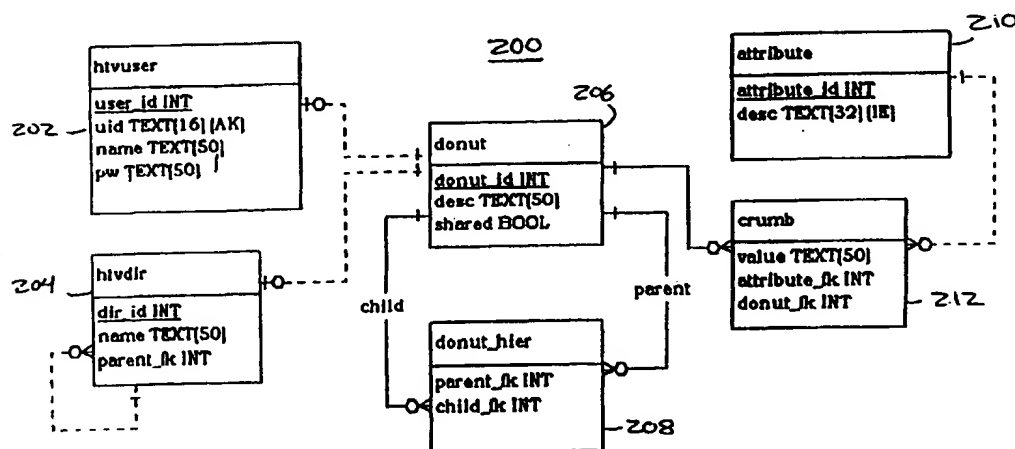 200
202
hivuser
user_id INT
uid TEXT[16] [AK]
name TEXT[50]
pw TEXT[50]
204
hivdir
dir_id INT
name TEXT[50]
parent_fk INT
206
donut
donut_id INT
desc TEXT[50]
shared BOOL
child
parent
donut_hier
parent_fk INT
child_fk INT
208
210
attribute
attribute_id INT
desc TEXT[32] [IE]
crumb
value TEXT[50]
attribute_fk INT
donut_fk INT
212